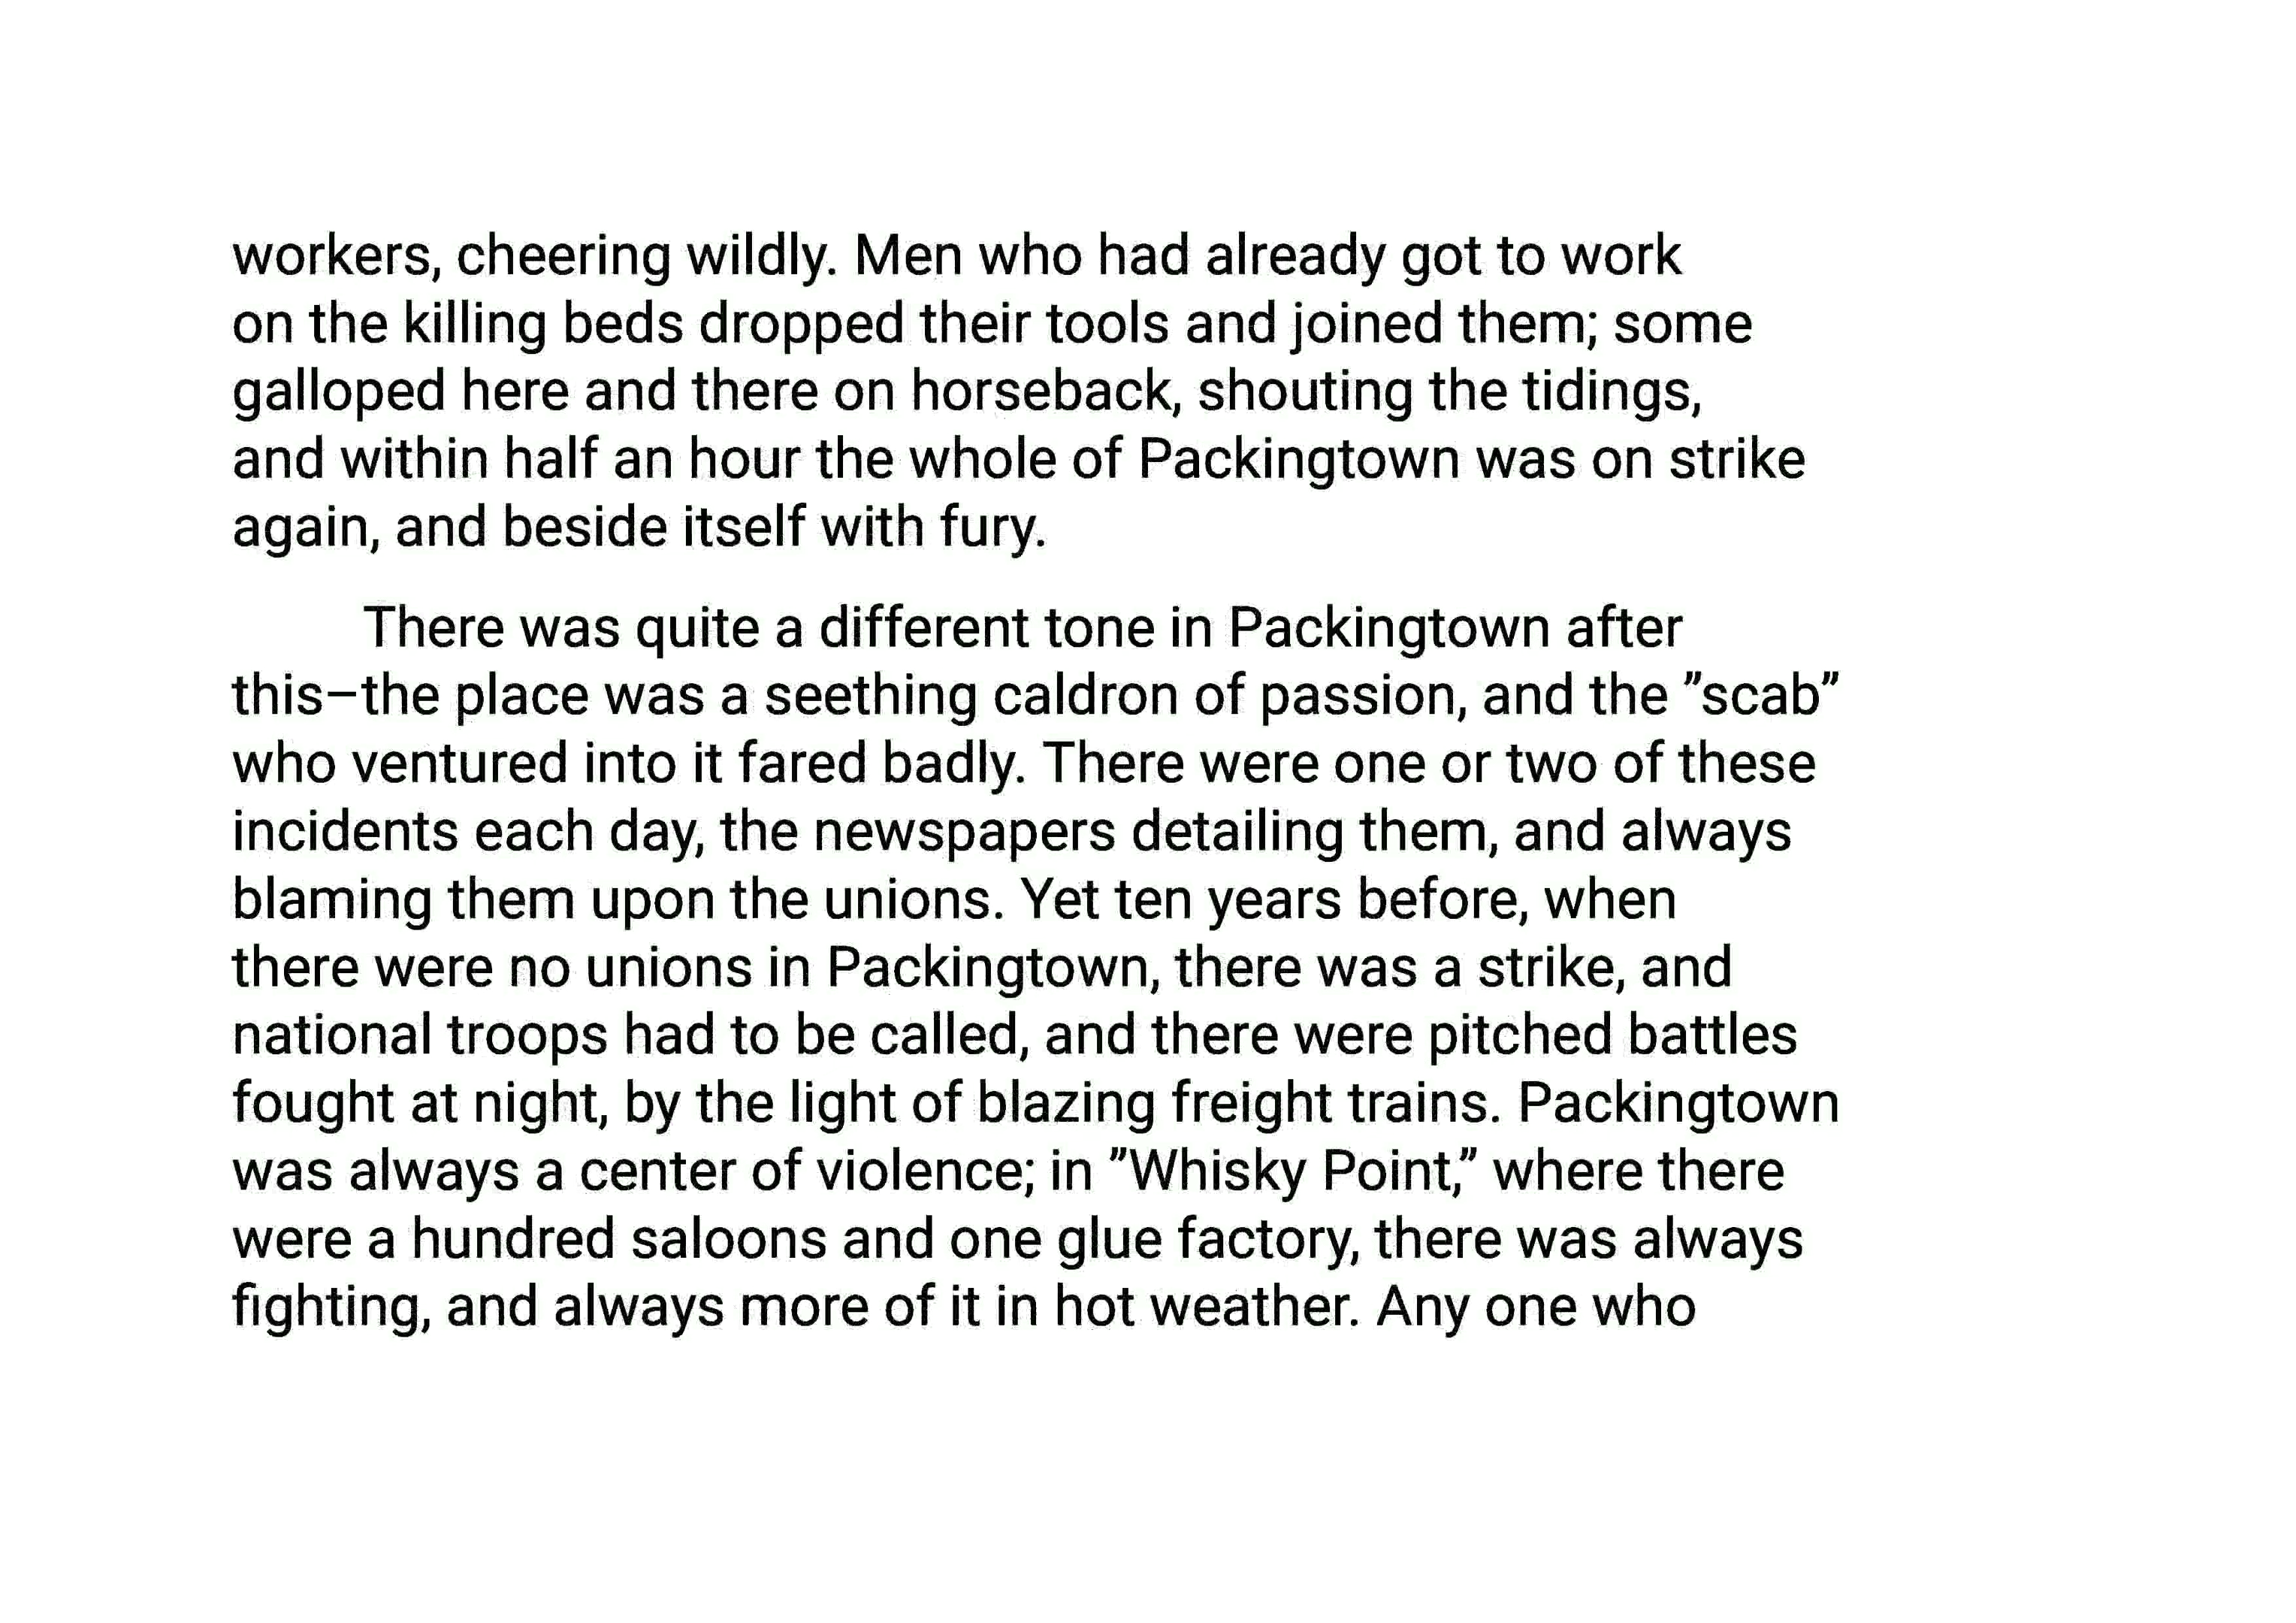 workers, cheering wildly. Men who had already got to work
on the killing beds dropped their tools and joined them; some
galloped here and there on horseback, shouting the tidings,
and within half an hour the whole of Packingtown was on strike
again, and beside itself with fury.
There was quite a different tone in Packingtown after
this—the place was a seething caldron of passion, and the ”scab”
who ventured into it fared badly. There were one or two of these
incidents each day, the newspapers detailing them, and always
blaming them upon the unions. Yet ten years before, when
there were no unions in Packingtown, there was a strike, and
national troops had to be called, and there were pitched battles
fought at night, by the light of blazing freight trains. Packingtown
was always a center of violence; in ”Whisky Point,” where there
were a hundred saloons and one glue factory, there was always
fighting, and always more of it in hot weather. Any one who